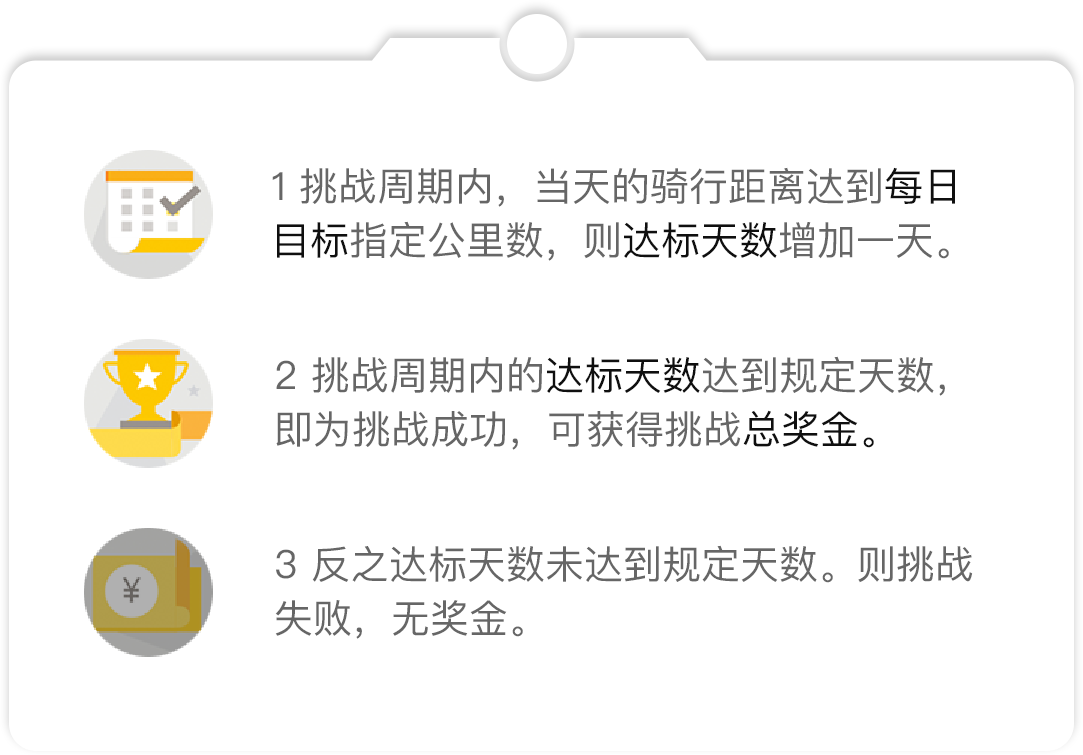 1 挑战周期内，当天的骑行距离达到每日
目标指定公里数，则达标天数增加一天。
2 挑战周期内的达标天数达到规定天数，
即为挑战成功，可获得挑战总奖金。
¥
3 反之达标天数未达到规定天数。则挑战
失败，无奖金。